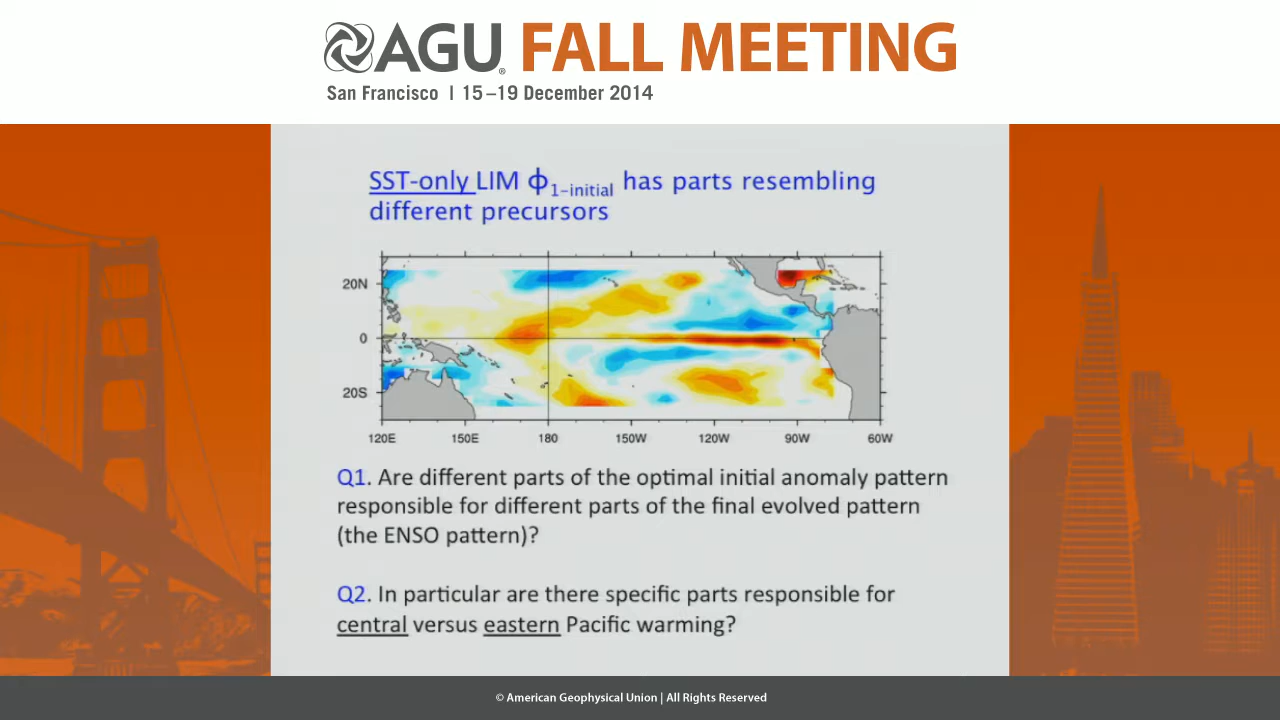 AGU® FALL MEETING
San Francisco | 15–19 December 2014
SST-only LIM ϕ1-initial has parts resembling
different precursors
20N
0
20S
120E 150E 180 150W 120W 90W 60W
Q1. Are different parts of the optimal initial anomaly pattern
responsible for different parts of the final evolved pattern
(the ENSO pattern)?
Q2. In particular are there specific parts responsible for
central versus eastern Pacific warming?
© American Geophysical Union | All Rights Reserved